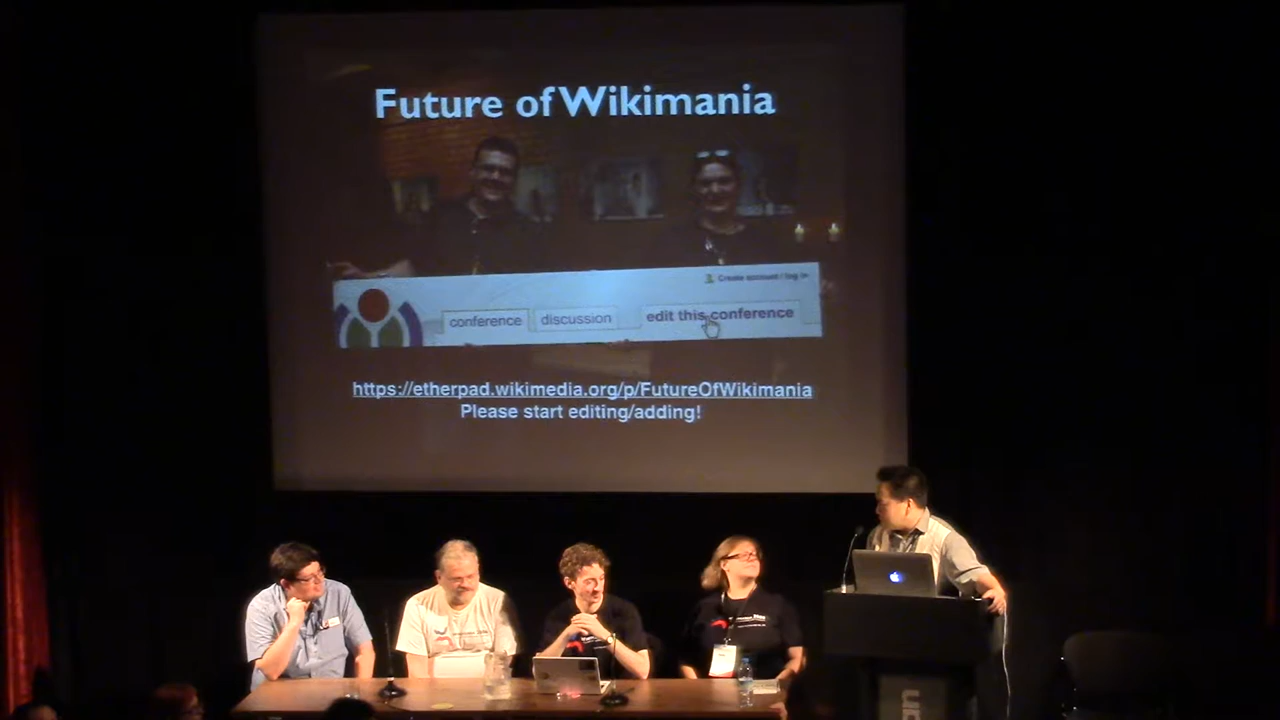 Future of Wikimania
Create account / log in
conference
discussion
edit this conference
https://etherpad.wikimedia.org/p/FutureOfWikimania
Please start editing/adding!